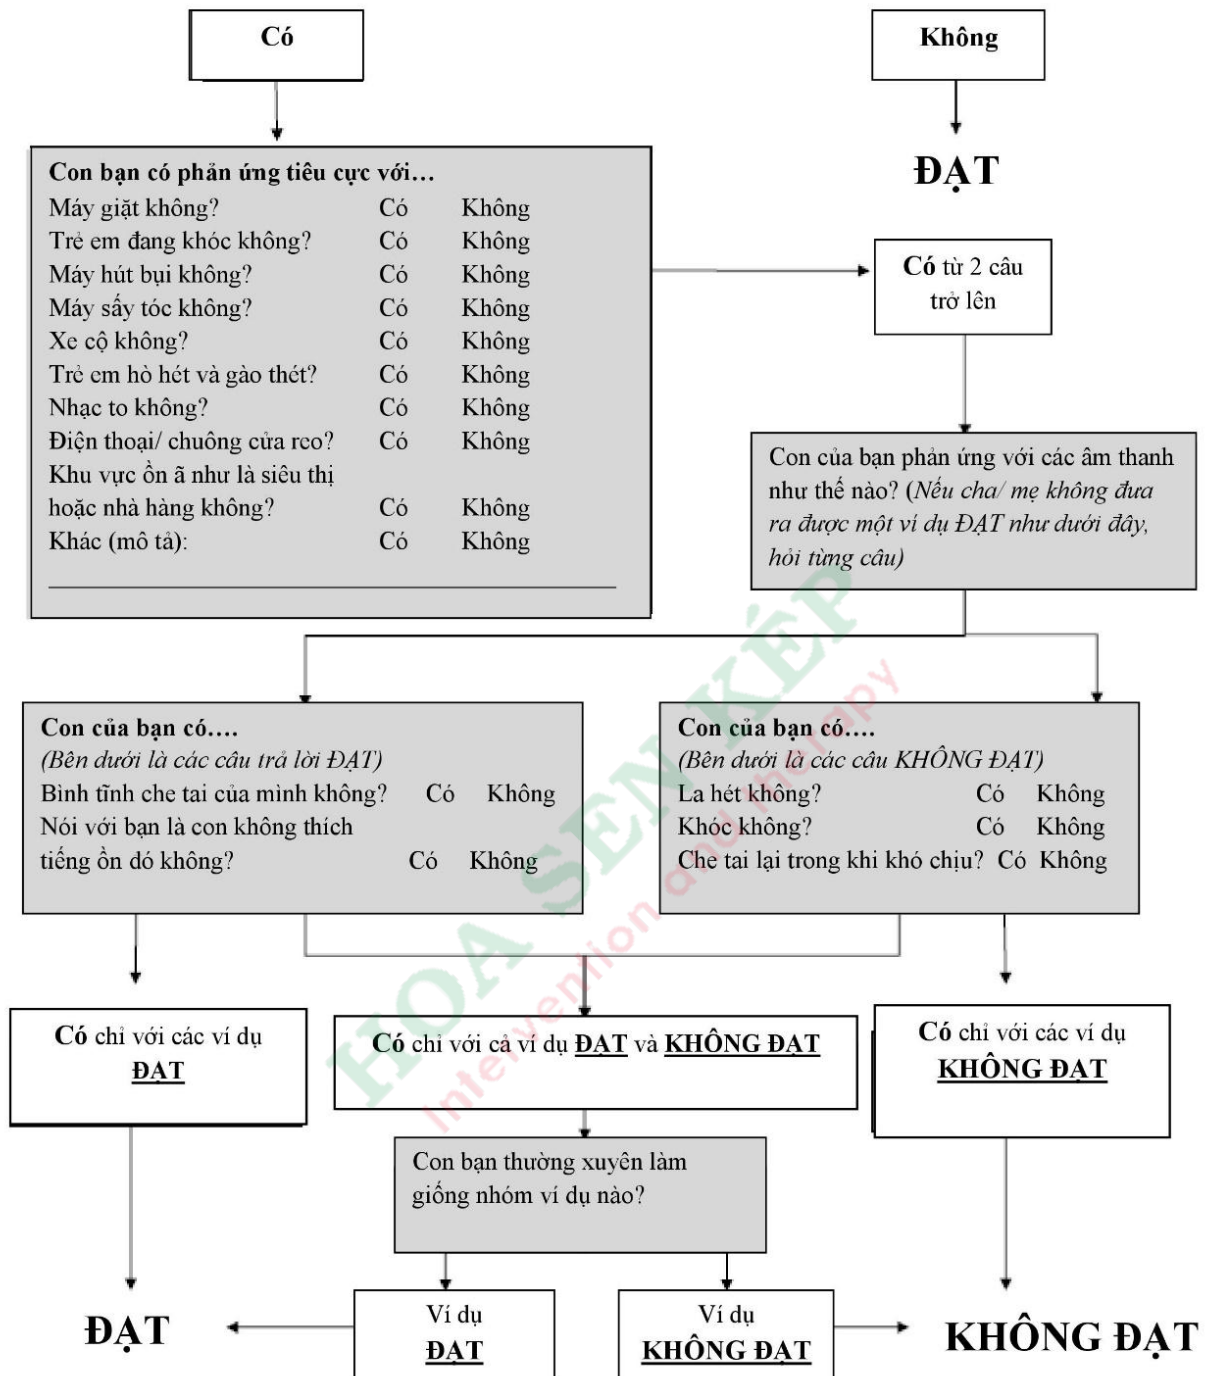 Có
Không
ĐẠT
Con bạn có phản ứng tiêu cực với…
Máy giặt không? Có Không
Trẻ em đang khóc không? Có Không
Máy hút bụi không? Có Không
Máy sấy tóc không? Có Không
Xe cộ không? Có Không
Trẻ em hò hét và gào thét? Có Không
Nhạc to không? Có Không
Điện thoại/ chuông cửa reo? Có Không
Khu vực ồn ã như là siêu thị
hoặc nhà hàng không? Có Không
Khác (mô tả): Có Không
Có từ 2 câu
trở lên
Con của bạn phản ứng với các âm thanh
như thế nào? (Nếu cha/ mẹ không đưa
ra được một ví dụ ĐẠT như dưới đây,
hỏi từng câu)
Con của bạn có….
(Bên dưới là các câu trả lời ĐẠT)
Bình tĩnh che tai của mình không? Có Không
Nói với bạn là con không thích
tiếng ồn đó không? Có Không
Con của bạn có….
(Bên dưới là các câu KHÔNG ĐẠT)
La hét không? Có Không
Khóc không? Có Không
Che tai lại trong khi khó chịu? Có Không
HOA SEN KÉP
Intervention and therapy
Có chỉ với các ví dụ
ĐẠT
Có chỉ với cả ví dụ ĐẠT và KHÔNG ĐẠT
Có chỉ với các ví dụ
KHÔNG ĐẠT
Con bạn thường xuyên làm
giống nhóm ví dụ nào?
ĐẠT
Ví dụ
ĐẠT
Ví dụ
KHÔNG ĐẠT
KHÔNG ĐẠT